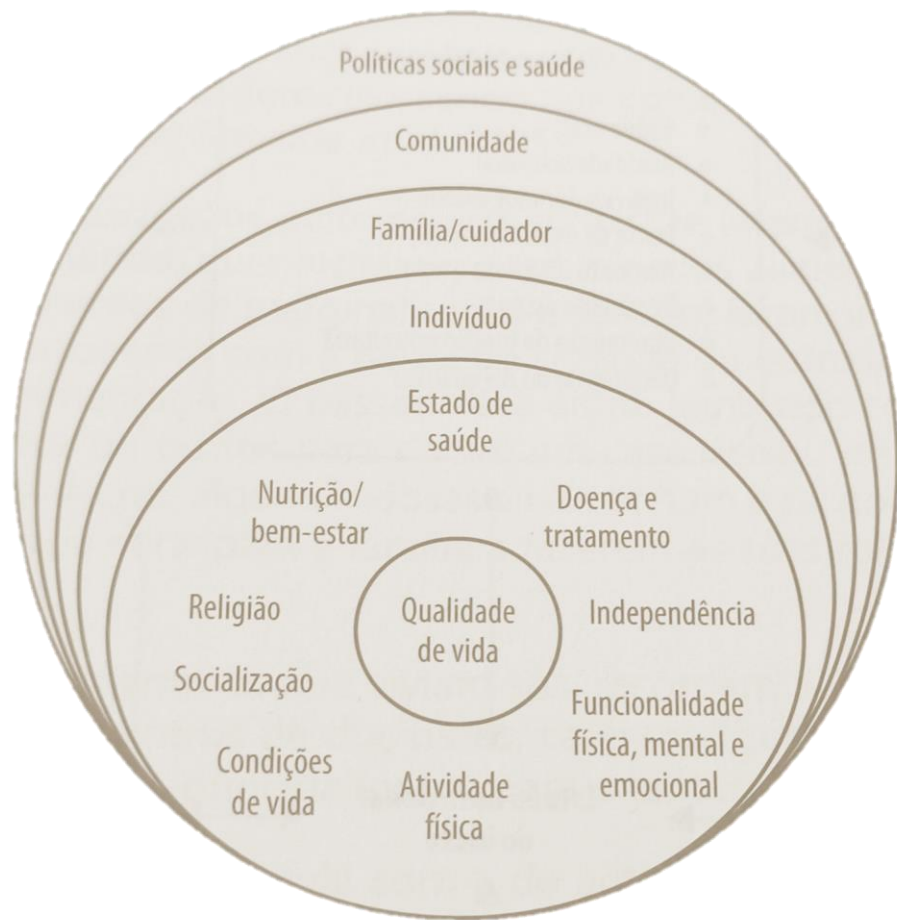 Políticas sociais e saúde
Comunidade
Família/cuidador
Indivíduo
Estado de
saúde
Nutrição/
bem-estar
Doença e
tratamento
Religião
Qualidade
de vida
Independência
Socialização
Funcionalidade
física, mental e
emocional
Condições
de vida
Atividade
física